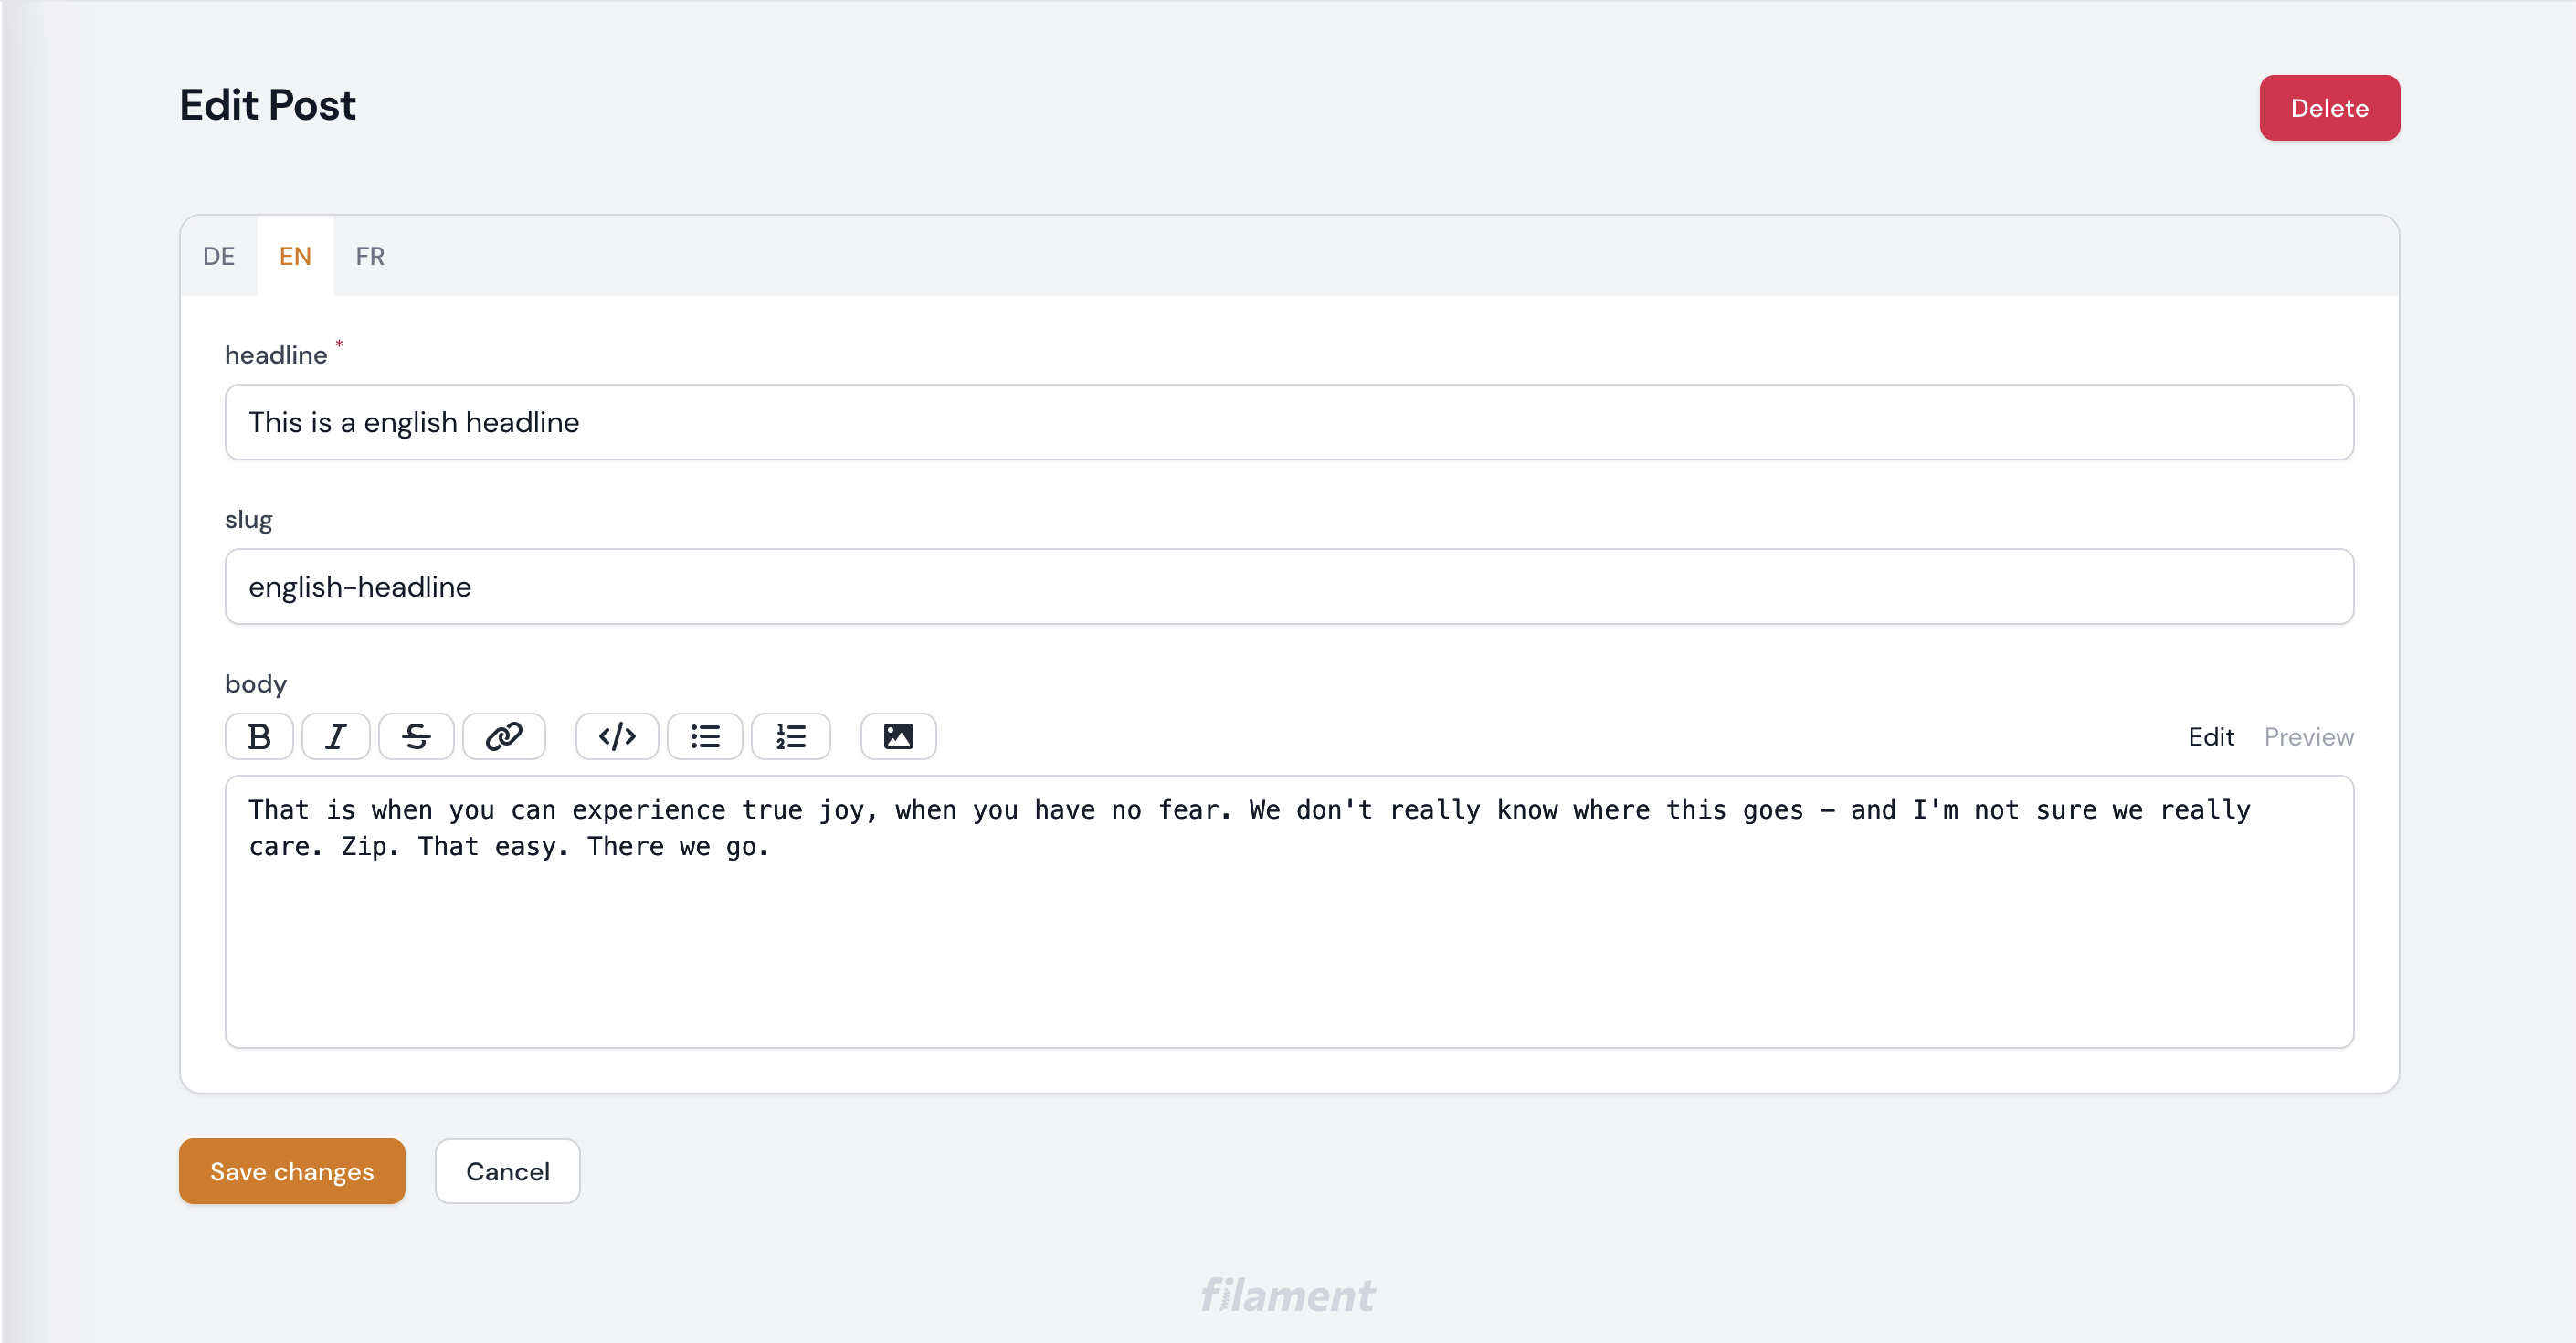 Edit Post
Delete
DE EN FR
headline *
This is a english headline
slug
english-headline
body
Edit Preview
That is when you can experience true joy, when you have no fear. We don't really know where this goes – and I'm not sure we really
care. Zip. That easy. There we go.
Save changes Cancel
filament